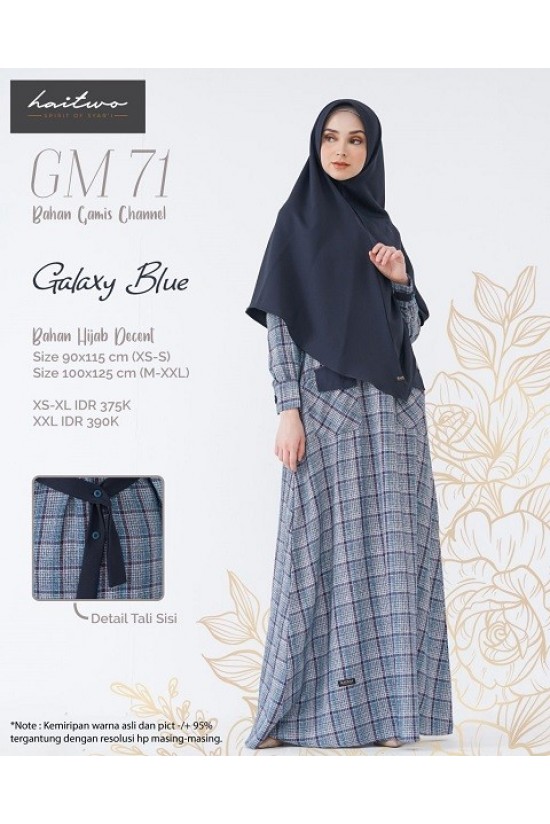 haitwo
SPIRIT OF SYAR'I
GM 71
Bahan Gamis Channel
Galaxy Blue
Bahan Hijab Decent
Size 90x115 cm (XS-S)
Size 100x125 cm (M-XXL)
XS-XL IDR 375K
XXL IDR 390K
Detail Tali Sisi
*Note : Kemiripan warna asli dan pict -/+ 95%
tergantung dengan resolusi hp masing-masing.